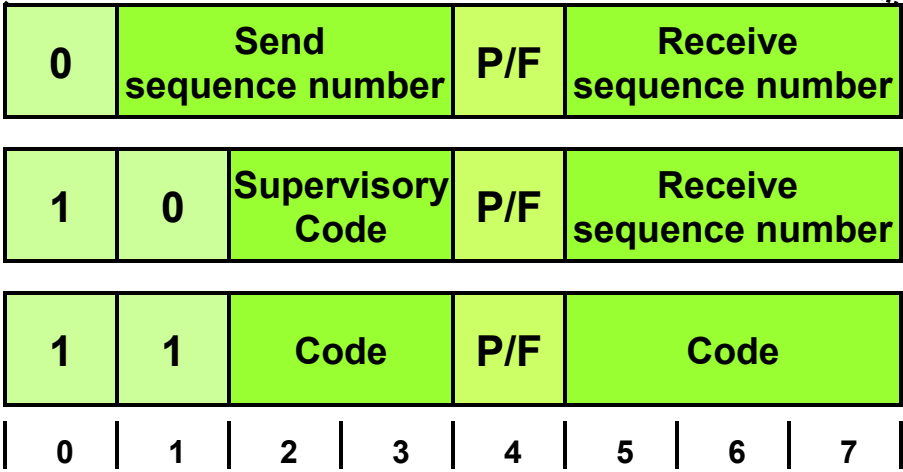 0 Send sequence number P/F Receive sequence number
1 0 Supervisory Code P/F Receive sequence number
1 1 Code P/F Code
0 1 2 3 4 5 6 7